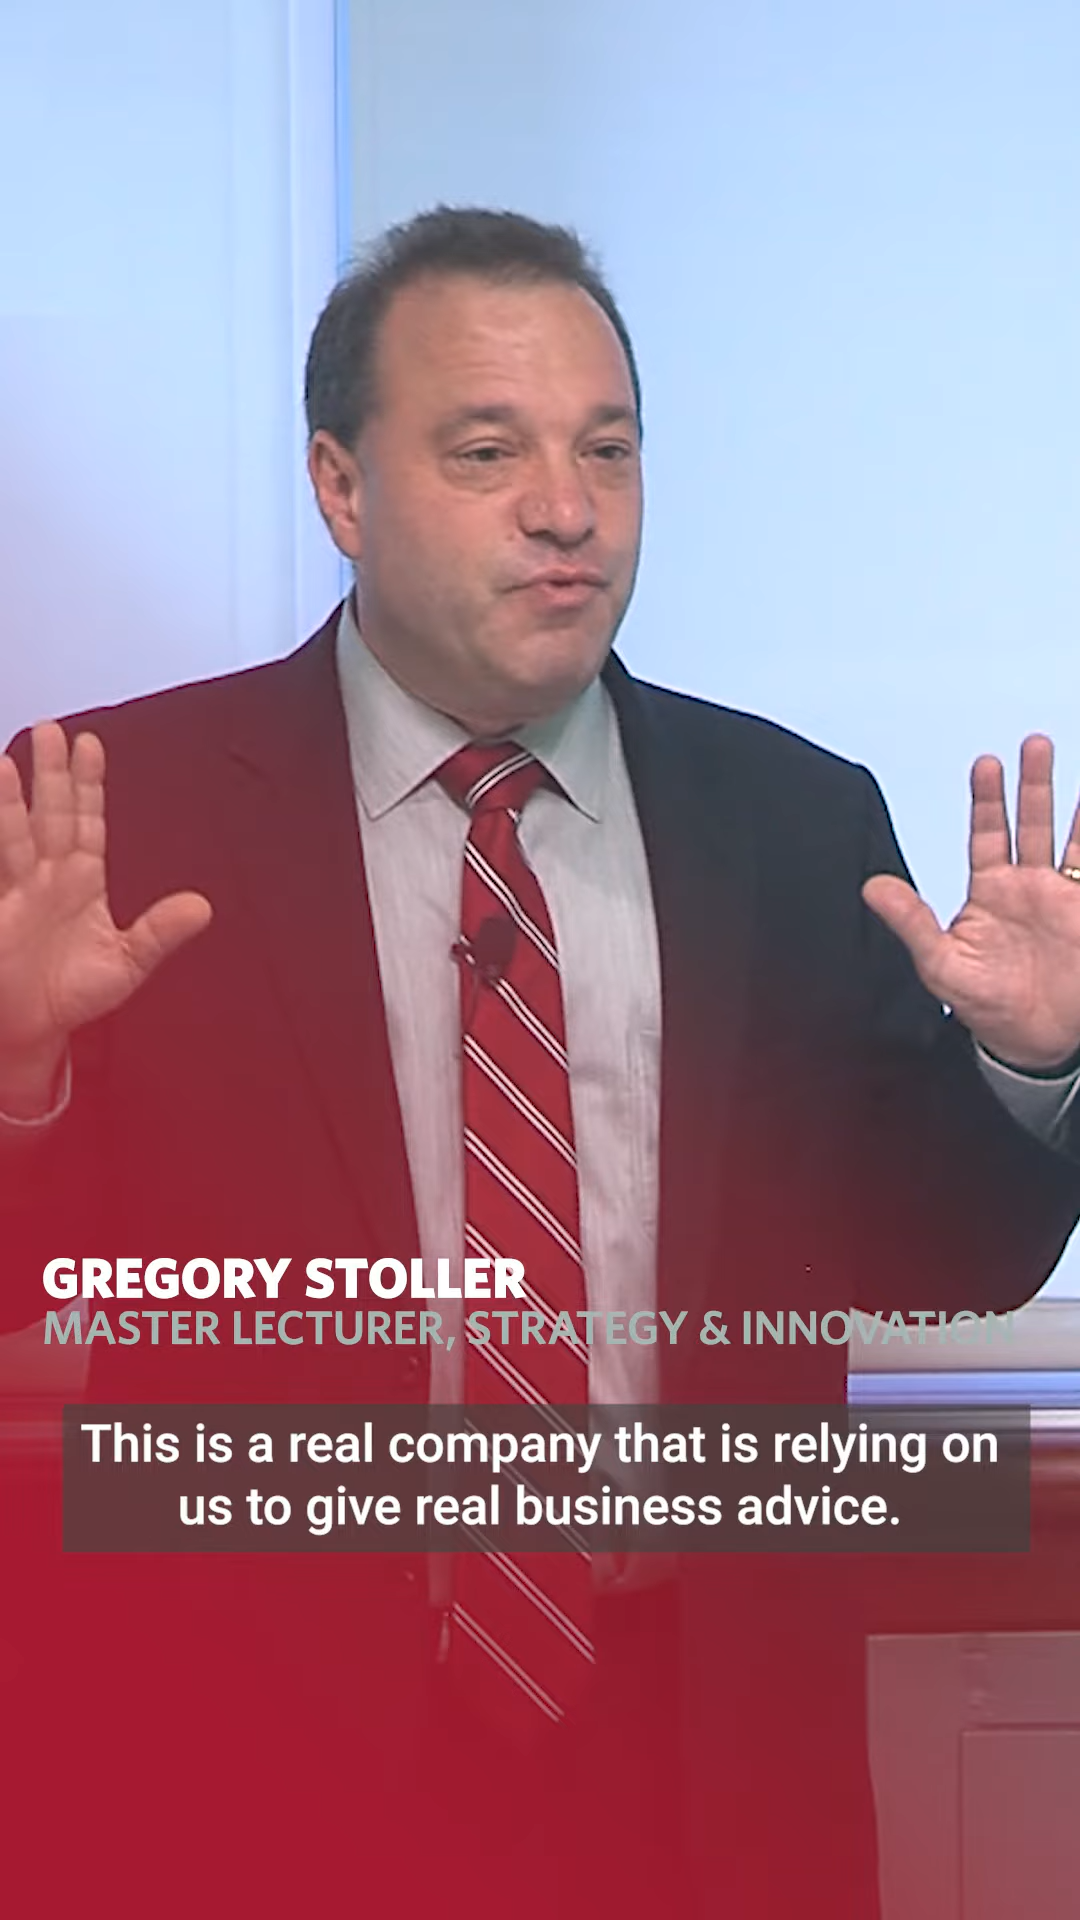 GREGORY STOLLER
MASTER LECTURER, STRATEGY & INNOVATION
This is a real company that is relying on
us to give real business advice.